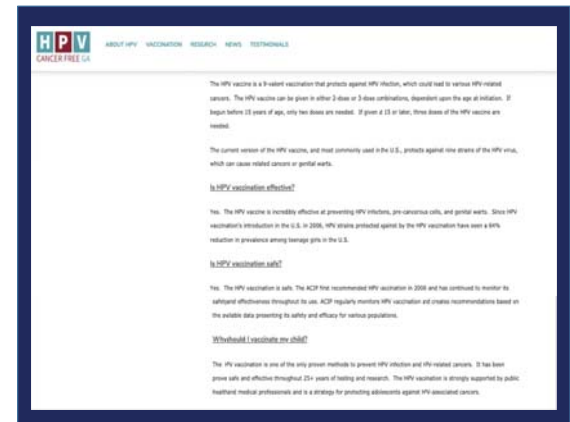 HPV
CANCER FREE GA
ABOUT HPV VACCINATION RESEARCH NEWS TESTIMONIALS
The HPV vaccine is a 9-valent vaccination that protects against HPV infection, which could lead to various HPV-related
cancers. The HPV vaccine can be given in either 2-dose or 3-dose combinations, dependent upon the age at initiation. If
begun before 15 years of age, only two doses are needed. If given at 15 or later, three doses of the HPV vaccine are
needed.
The current version of the HPV vaccine, and most commonly used in the U.S., protects against nine strains of the HPV virus,
which can cause related cancers or genital warts.
Is HPV vaccination effective?
Yes. The HPV vaccine is incredibly effective at preventing HPV infections, pre-cancerous cells, and genital warts. Since HPV
vaccination's introduction in the U.S. in 2006, HPV strains protected against by the HPV vaccination have seen a 64%
reduction in prevalence among teenage girls in the U.S.
Is HPV vaccination safe?
Yes. The HPV vaccination is safe. The ACIP first recommended HPV vaccination in 2006 and has continued to monitor its
safetyand effectiveness throughout its use. ACIP regularly monitors HPV vaccination and creates recommendations based on
the available data presenting its safety and efficacy for various populations.
Whyshould I vaccinate my child?
The HPV vaccination is one of the only proven methods to prevent HPV infection and HPV-related cancers. It has been
prove safe and effective throughout 25+ years of testing and research. The HPV vaccination is strongly supported by public
healthand medical professionals and is a strategy for protecting adolescents against HPV-associated cancers.